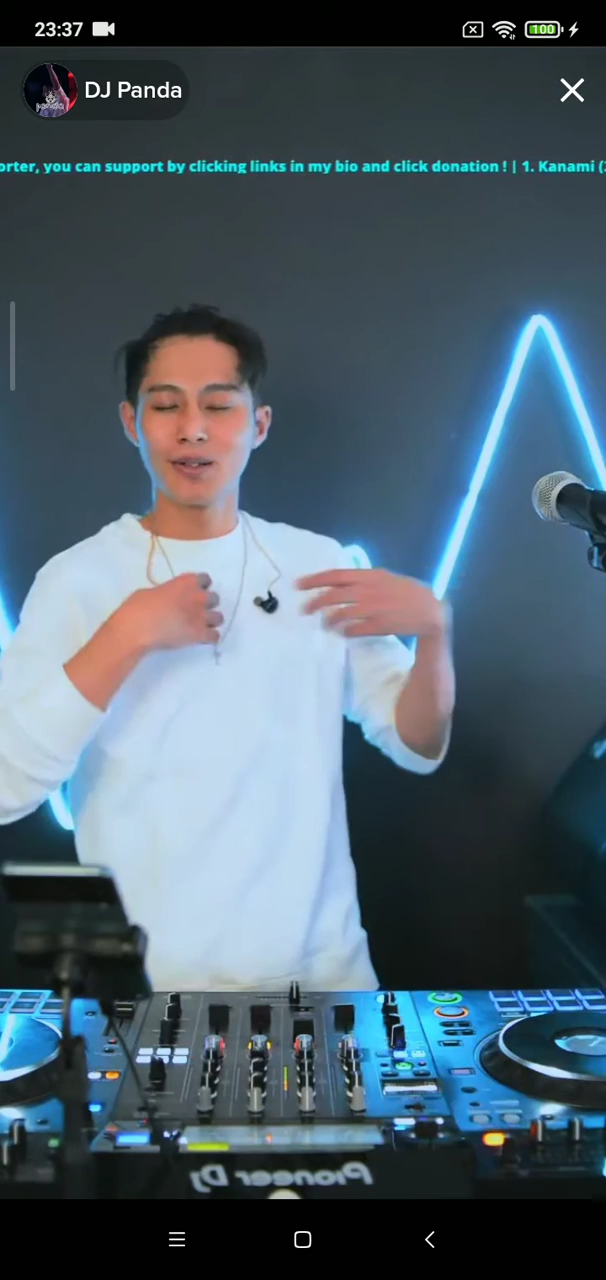 23:37
100
DJ Panda
orter, you can support by clicking links in my bio and click donation ! | 1. Kanami (
Pioneer Dj